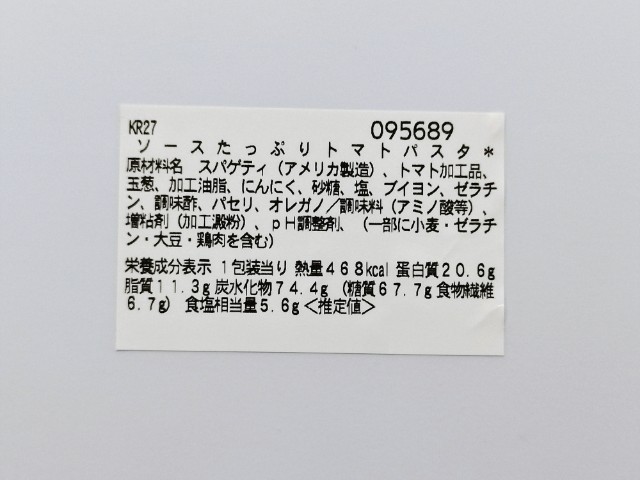 KR27 095689
ソースたっぷりトマトパスタ*
原材料名 スパゲティ(アメリカ製造)、トマト加工品、
玉葱、加工油脂、にんにく、砂糖、塩、ブイヨン、ゼラチ
ン、調味酢、パセリ、オレガノ/調味料(アミノ酸等)、
増粘剤(加工澱粉)、pH調整剤、(一部に小麦・ゼラチ
ン・大豆・鶏肉を含む)
栄養成分表示 1包装当り 熱量468kcal 蛋白質20.6g
脂質11.3g 炭水化物74.4g (糖質67.7g 食物繊維
6.7g) 食塩相当量5.6g<推定値>